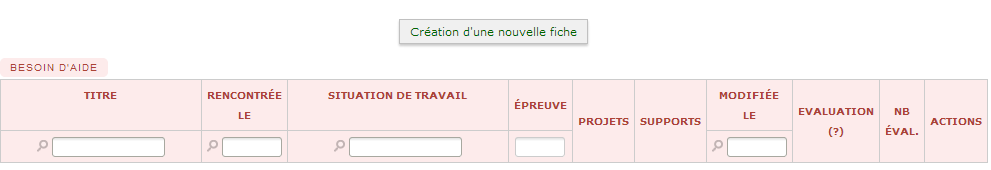 Création d'une nouvelle fiche
BESOIN D'AIDE
TITRE
RENCONTRÉE
LE
SITUATION DE TRAVAIL
ÉPREUVE
PROJETS
SUPPORTS
MODIFIÉE
LE
EVALUATION
(?)
NB
ÉVAL.
ACTIONS